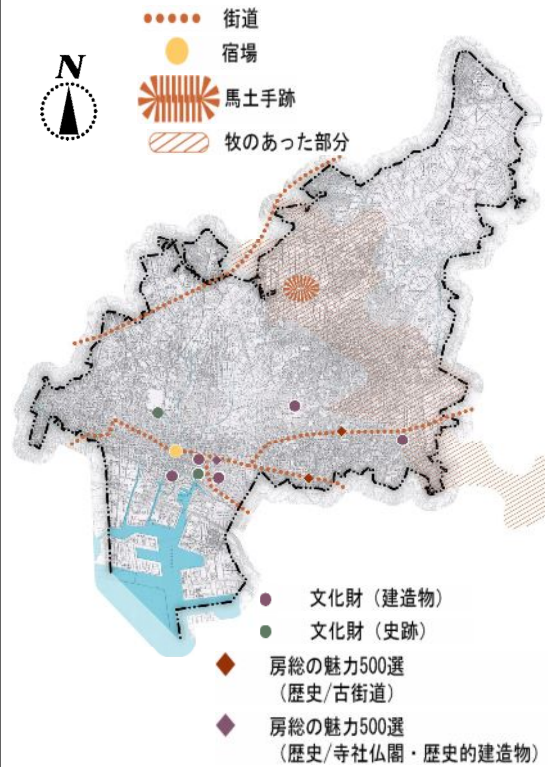 街道
宿場
N
馬土手跡
牧のあった部分
文化財（建造物）
文化財（史跡）
房総の魅力500選
（歴史/古街道）
房総の魅力500選
（歴史/寺社仏閣・歴史的建造物）